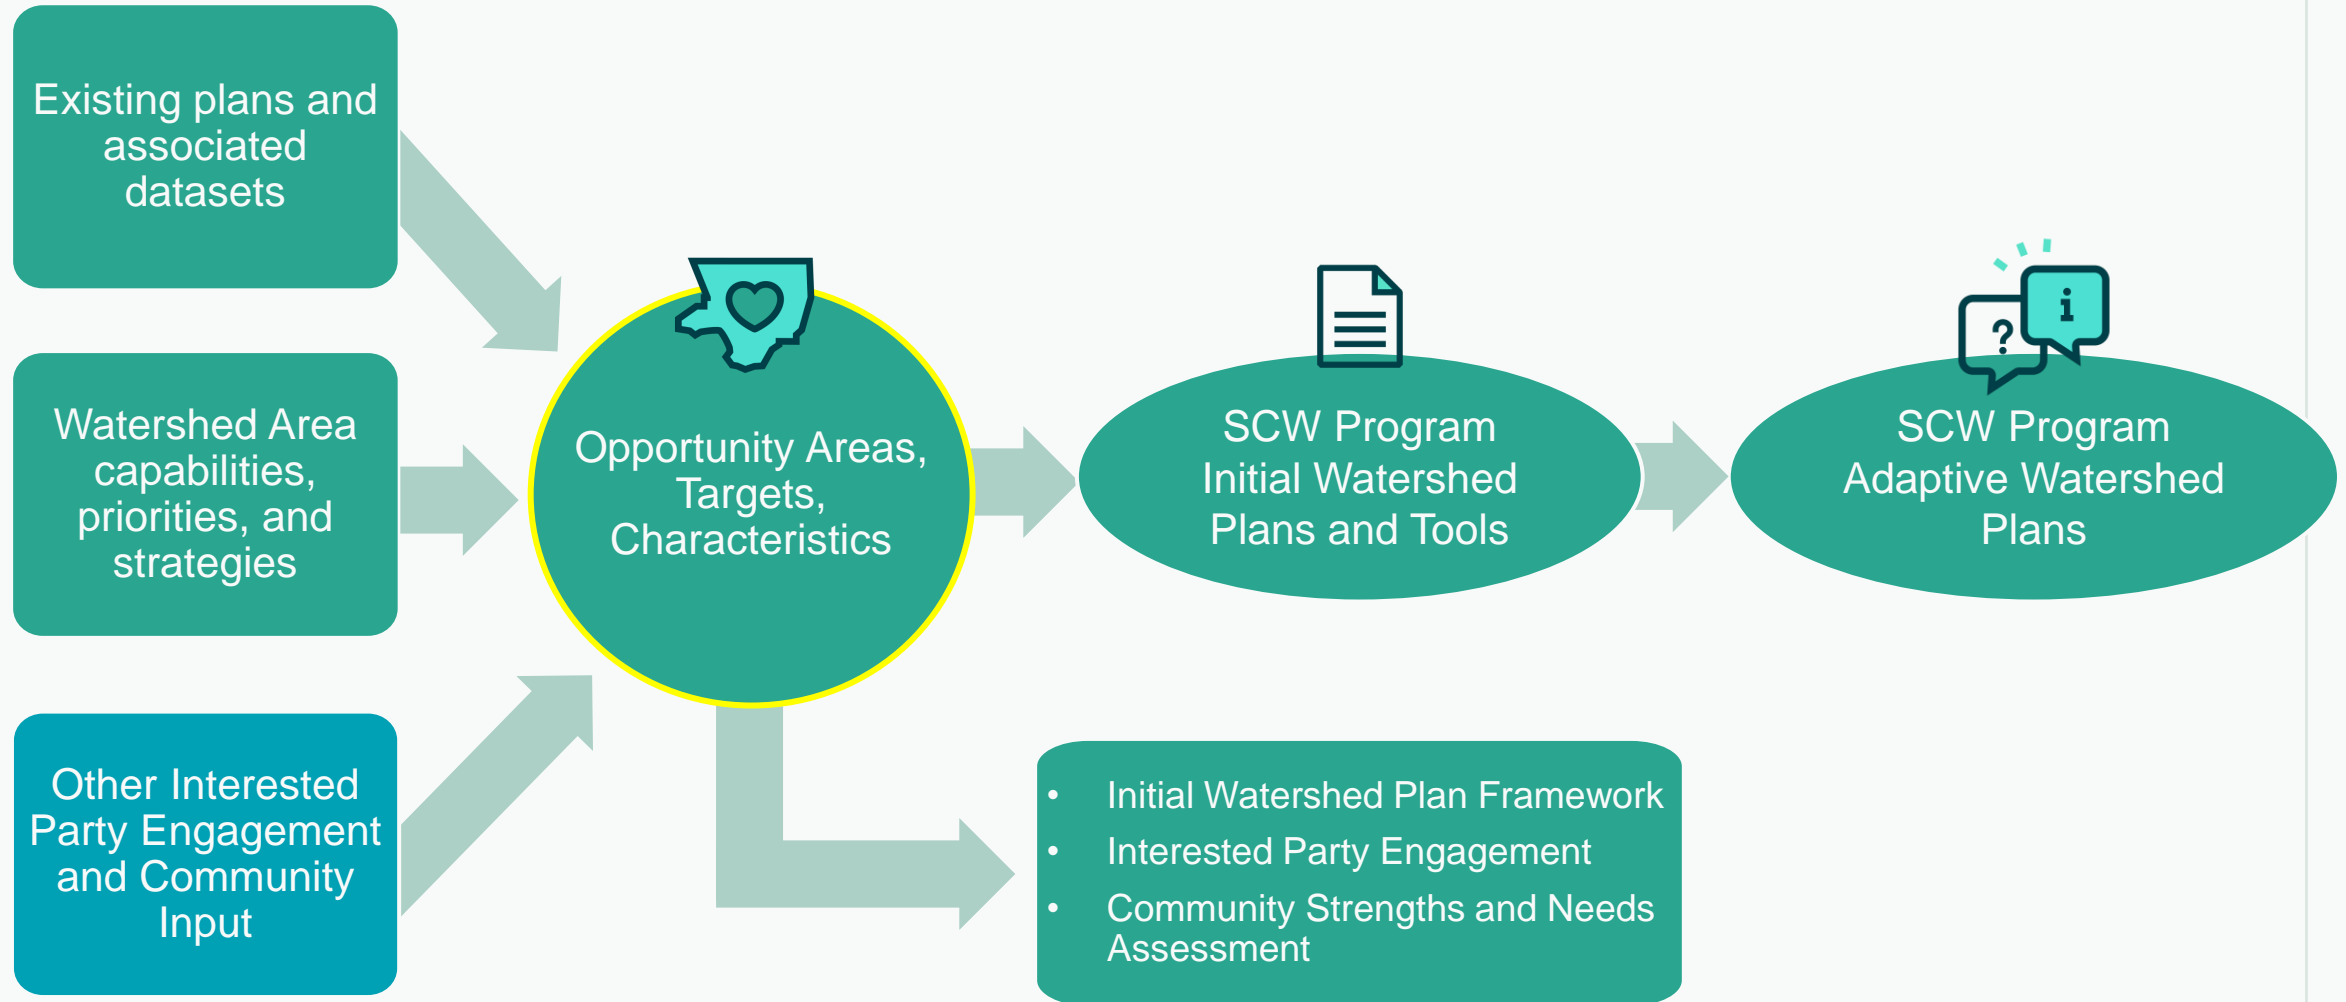 Existing plans and
associated
datasets
Watershed Area
capabilities,
priorities, and
strategies
Other Interested
Party Engagement
and Community
Input
Opportunity Areas,
Targets,
Characteristics
SCW Program
Initial Watershed
Plans and Tools
? i
SCW Program
Adaptive Watershed
Plans
• Initial Watershed Plan Framework
• Interested Party Engagement
• Community Strengths and Needs
Assessment